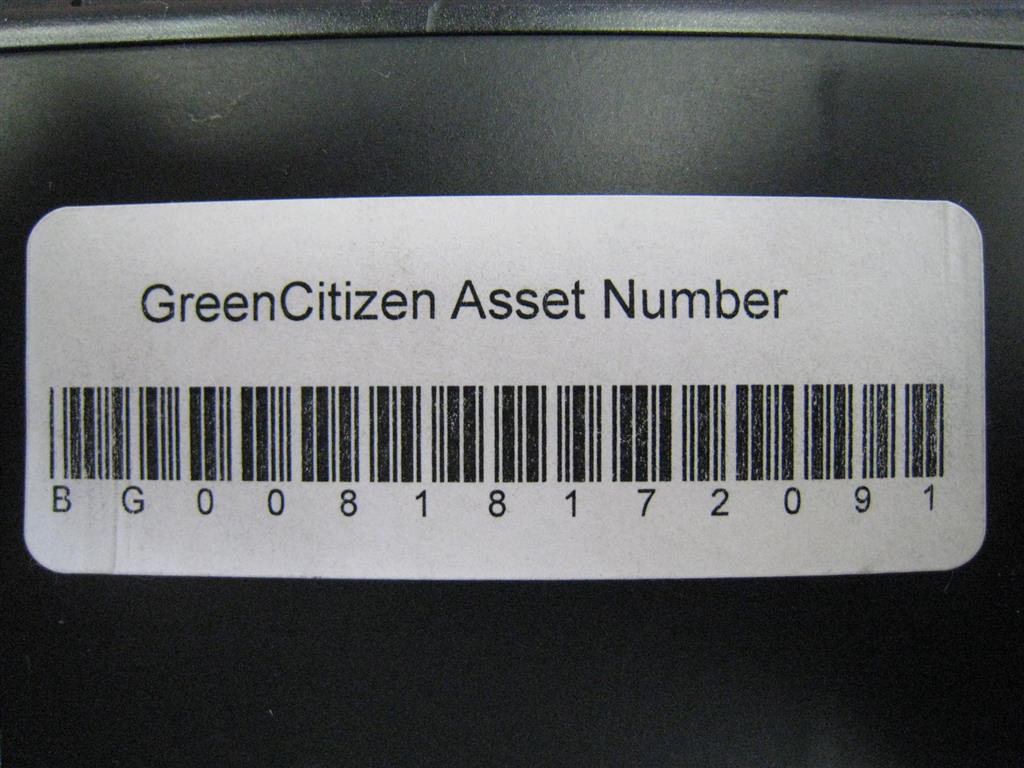 GreenCitizen Asset Number
B G 0 0 8 1 8 1 7 2 0 9 1